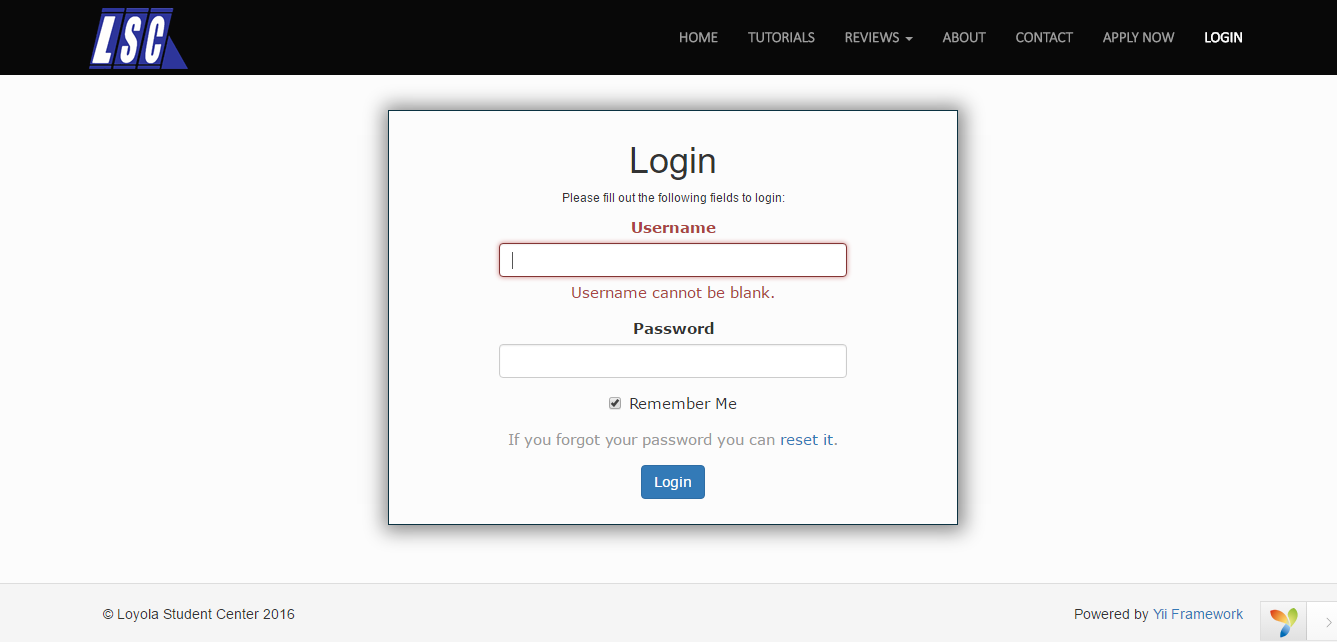 LSC
HOME TUTORIALS REVIEWS ABOUT CONTACT APPLY NOW LOGIN
Login
Please fill out the following fields to login:
Username
Username cannot be blank.
Password
Remember Me
If you forgot your password you can reset it.
Login
© Loyola Student Center 2016 Powered by Yii Framework